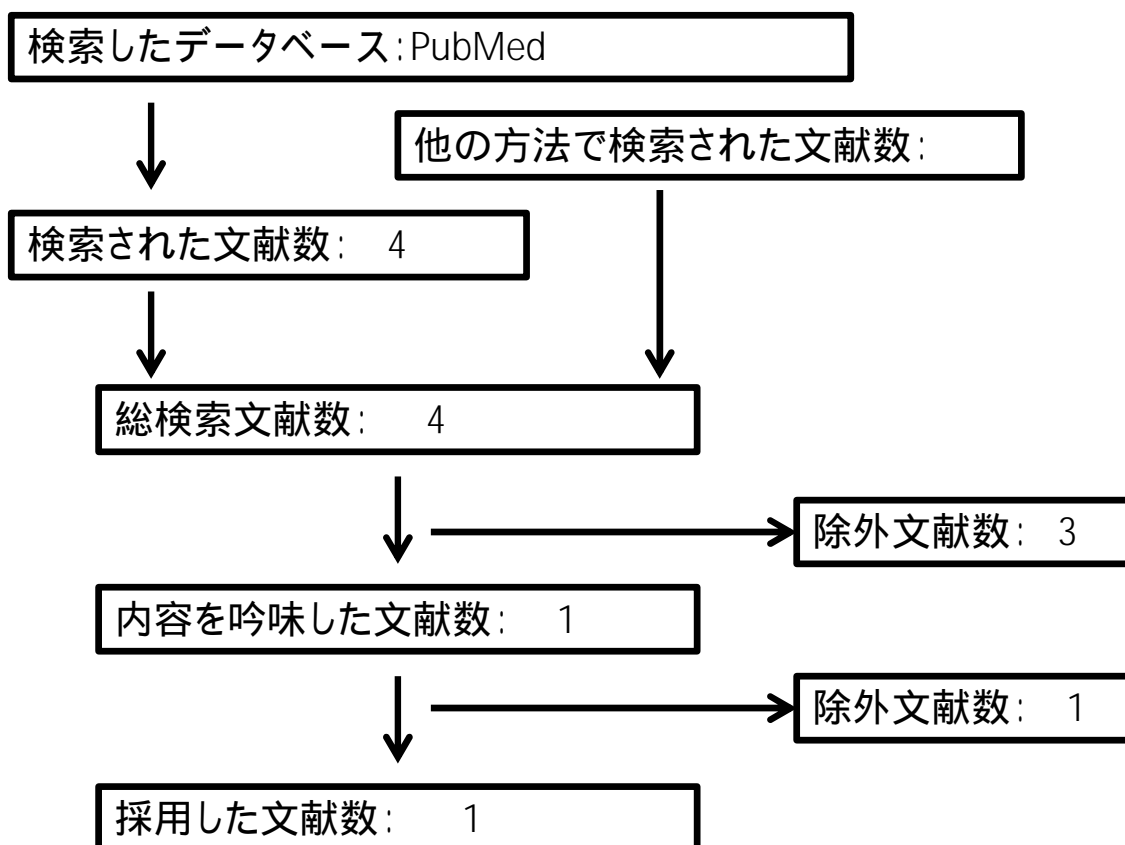 検索したデータベース:PubMed
他の方法で検索された文献数:
検索された文献数: 4
総検索文献数: 4
除外文献数: 3
内容を吟味した文献数: 1
除外文献数: 1
採用した文献数: 1